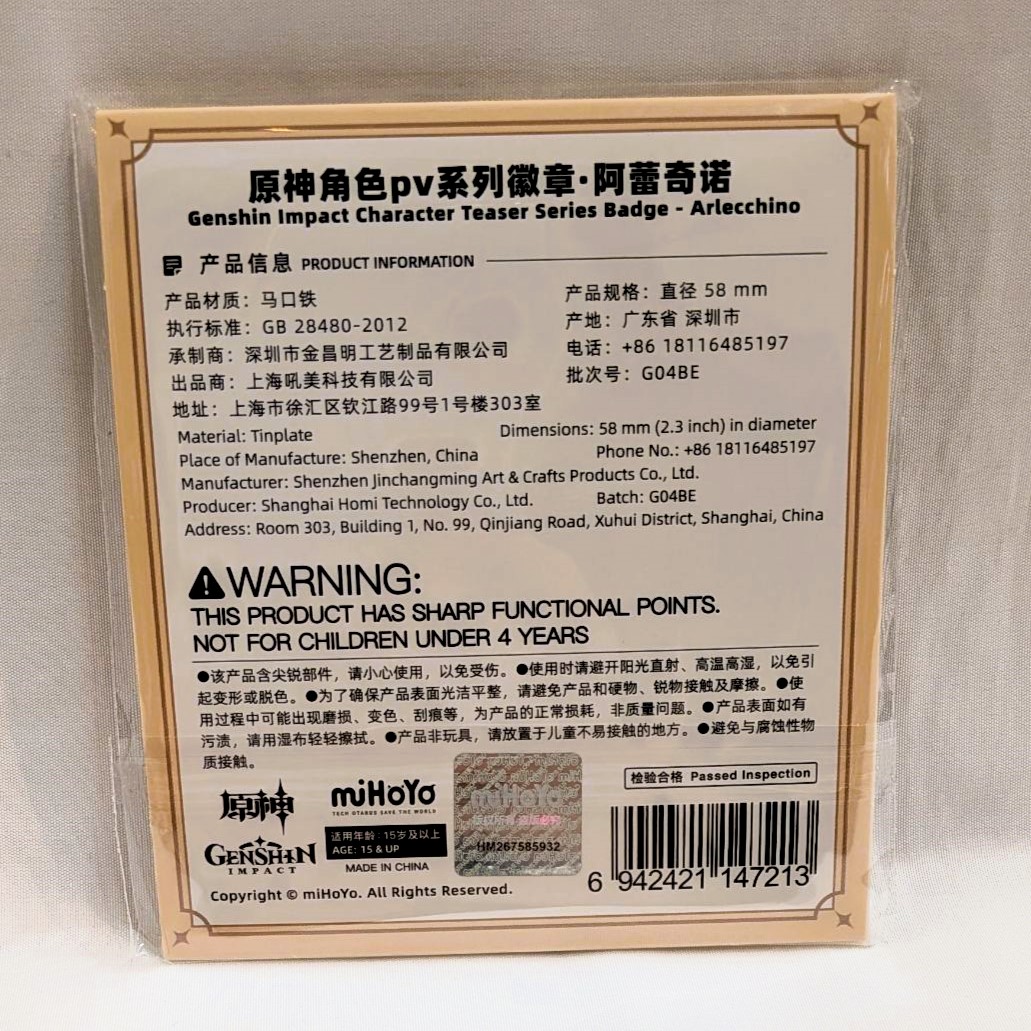 原神角色pv系列徽章·阿蕾奇诺
Genshin Impact Character Teaser Series Badge - Arlecchino
产品信息 PRODUCT INFORMATION
产品材质：马口铁
产品规格：直径 58 mm
执行标准：GB 28480-2012
产地：广东省 深圳市
承制商：深圳市金昌明工艺制品有限公司
电话：+86 18116485197
出品商：上海吼美科技有限公司
批次号：G04BE
地址：上海市徐汇区钦江路99号1号楼303室
Material: Tinplate
Dimensions: 58 mm (2.3 inch) in diameter
Place of Manufacture: Shenzhen, China
Phone No.: +86 18116485197
Manufacturer: Shenzhen Jinchangming Art & Crafts Products Co., Ltd.
Producer: Shanghai Homi Technology Co., Ltd.
Batch: G04BE
Address: Room 303, Building 1, No. 99, Qinjiang Road, Xuhui District, Shanghai, China
WARNING:
THIS PRODUCT HAS SHARP FUNCTIONAL POINTS.
NOT FOR CHILDREN UNDER 4 YEARS
●该产品含尖锐部件，请小心使用，以免受伤。●使用时请避开阳光直射、高温高湿，以免引
起变形或脱色。●为了确保产品表面光洁平整，请避免产品和硬物、锐物接触及摩擦。●使
用过程中可能出现磨损、变色、刮痕等，为产品的正常损耗，非质量问题。●产品表面如有
污渍，请用湿布轻轻擦拭。●产品非玩具，请放置于儿童不易接触的地方。●避免与腐蚀性物
质接触。
原神
GENSHIN
IMPACT
miHoYo
TECH OTAKUS SAVE THE WORLD
适用年龄：15岁及以上
AGE: 15 & UP
MADE IN CHINA
miHoYo
版权所有 盗版必究
HM267585932
检验合格 Passed Inspection
6 942421 147213
Copyright © miHoYo. All Rights Reserved.